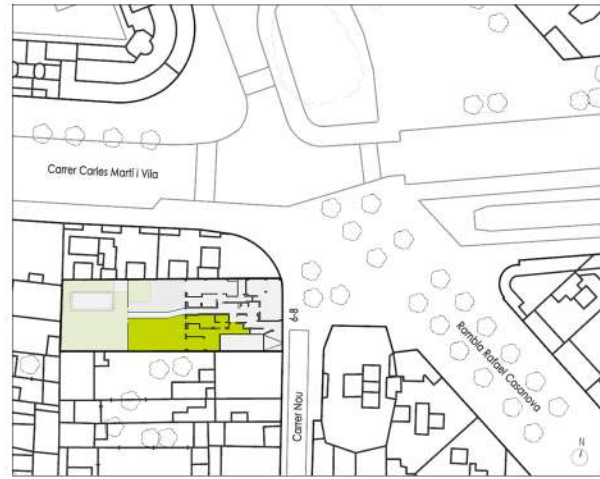 Carrer Carles Martí i Vila
6-8
Carrer Nou
Rambla Rafael Casanova
N